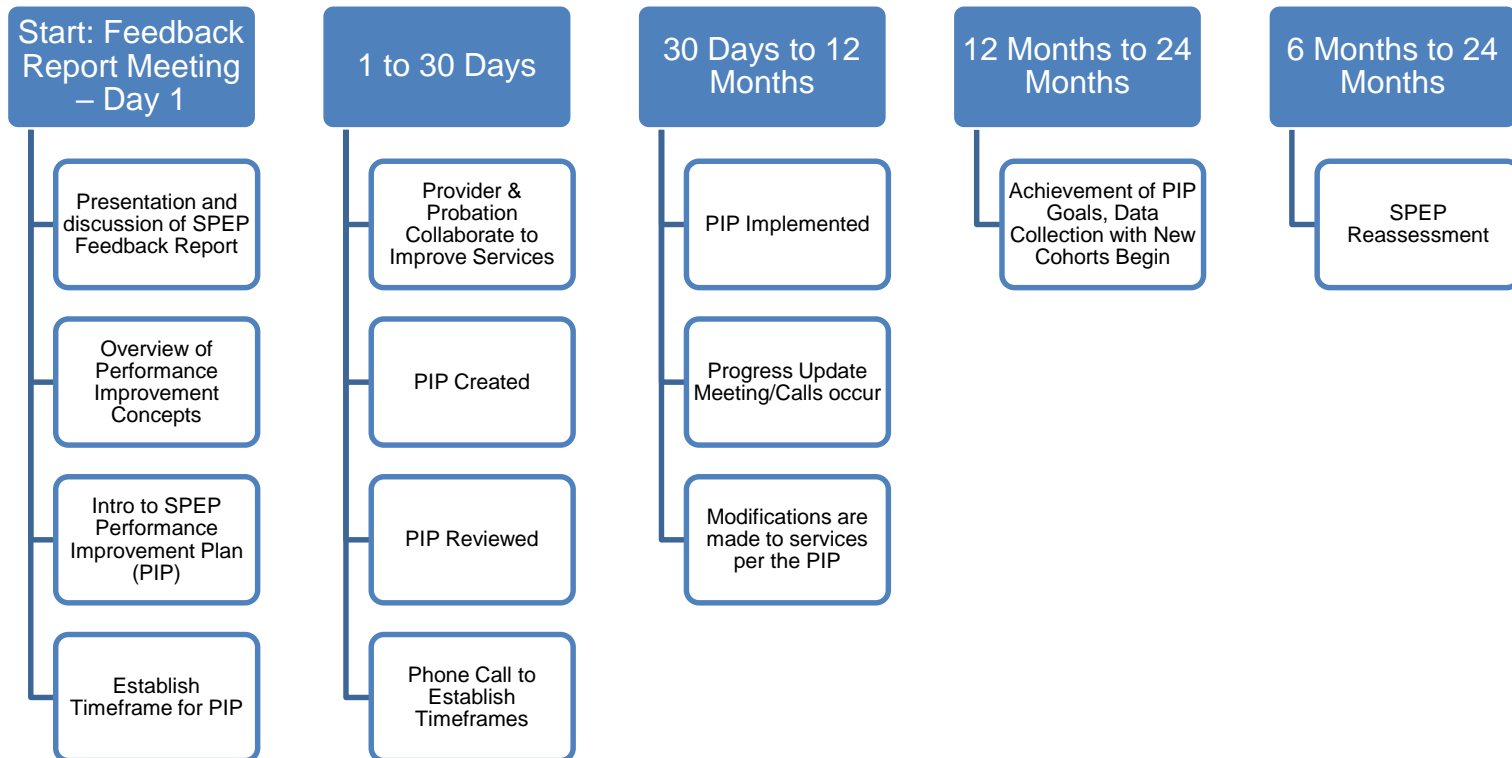 Start: Feedback
Report Meeting
– Day 1
Presentation and
discussion of SPEP
Feedback Report
Overview of
Performance
Improvement
Concepts
Intro to SPEP
Performance
Improvement Plan
(PIP)
Establish
Timeframe for PIP
1 to 30 Days
Provider &
Probation
Collaborate to
Improve Services
PIP Created
PIP Reviewed
Phone Call to
Establish
Timeframes
30 Days to 12
Months
PIP Implemented
Progress Update
Meeting/Calls occur
Modifications are
made to services
per the PIP
12 Months to 24
Months
Achievement of PIP
Goals, Data
Collection with New
Cohorts Begin
6 Months to 24
Months
SPEP
Reassessment